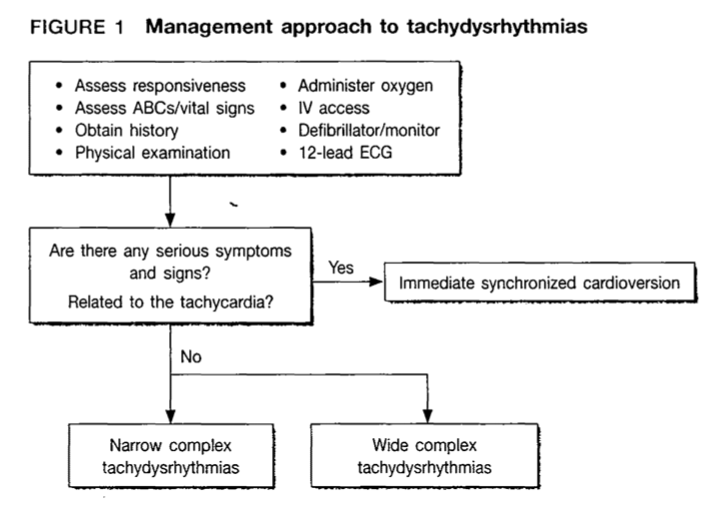 FIGURE 1 Management approach to tachydysrhythmias
• Assess responsiveness
• Assess ABCs/vital signs
• Obtain history
• Physical examination
• Administer oxygen
• IV access
• Defibrillator/monitor
• 12-lead ECG
Are there any serious symptoms
and signs?
Related to the tachycardia?
Yes
Immediate synchronized cardioversion
No
Narrow complex
tachydysrhythmias
Wide complex
tachydysrhythmias